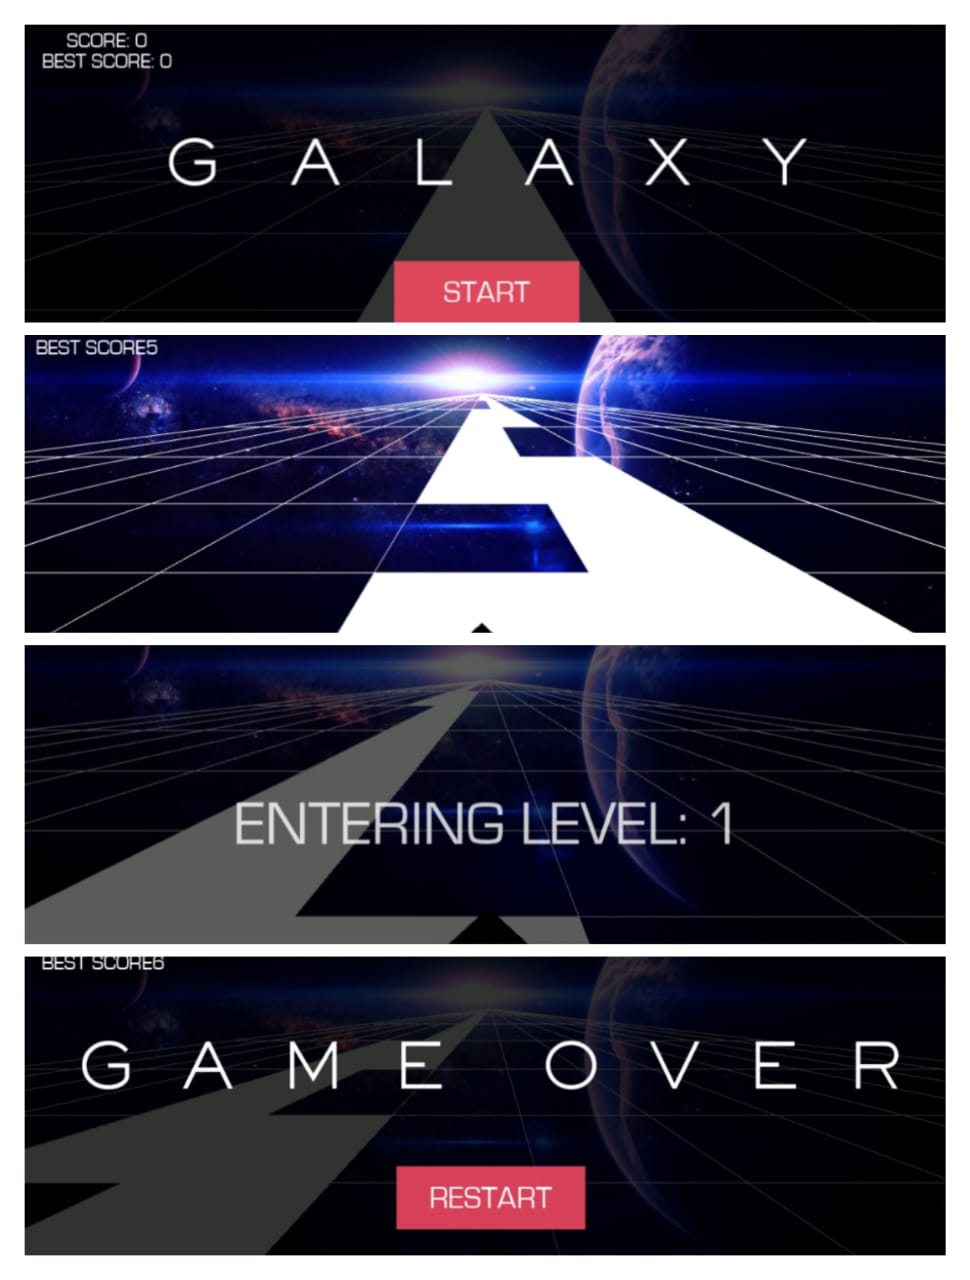 SCORE: 0
BEST SCORE: 0
G A L A X Y
START
BEST SCORE5
ENTERING LEVEL: 1
BEST SCORE6
G A M E O V E R
RESTART